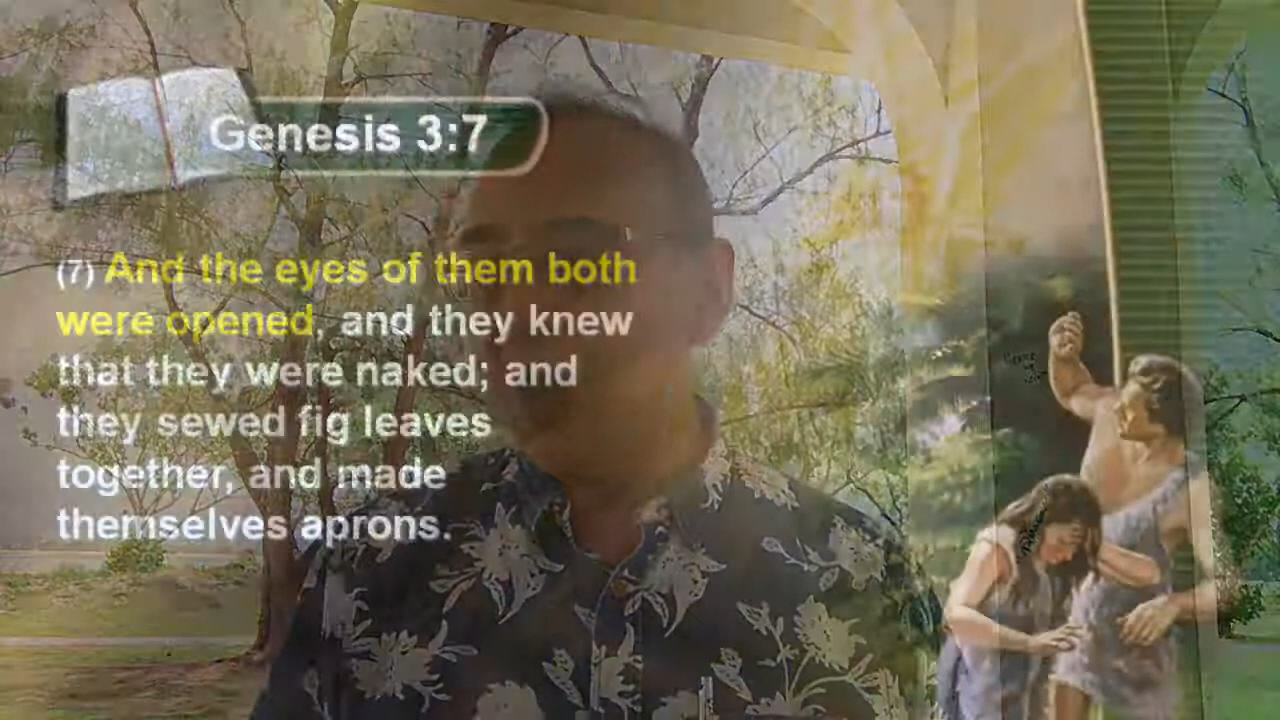 Genesis 3:7
(7) And the eyes of them both
were opened, and they knew
that they were naked; and
they sewed fig leaves
together, and made
themselves aprons.